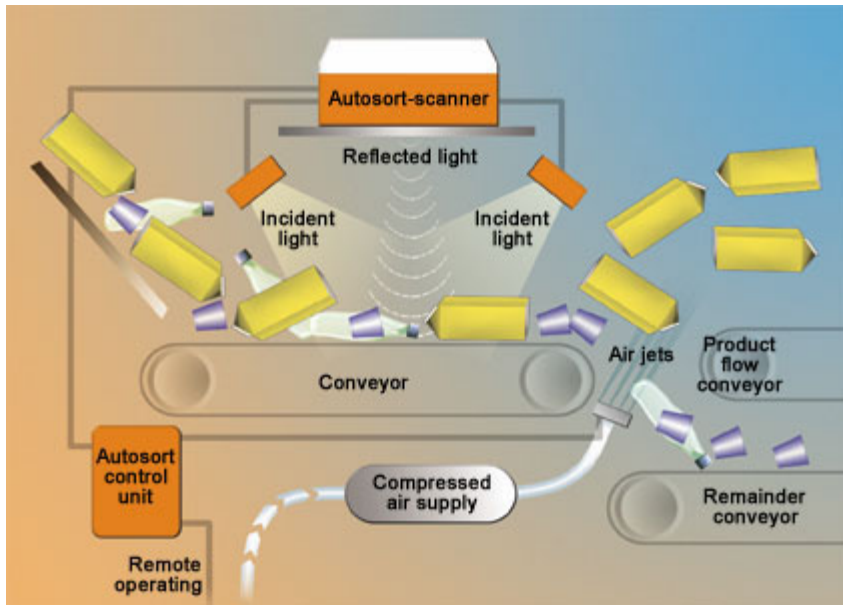 Autosort-scanner
Reflected light
Incident
light
Incident
light
Air jets
Product
flow
conveyor
Conveyor
Autosort
control
unit
Compressed
air supply
Remainder
conveyor
Remote
operating